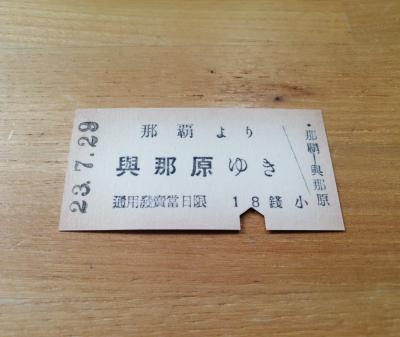 23.7.29
那覇より
與那原ゆき
通用發賣當日限 18錢 小
・那覇―與那原